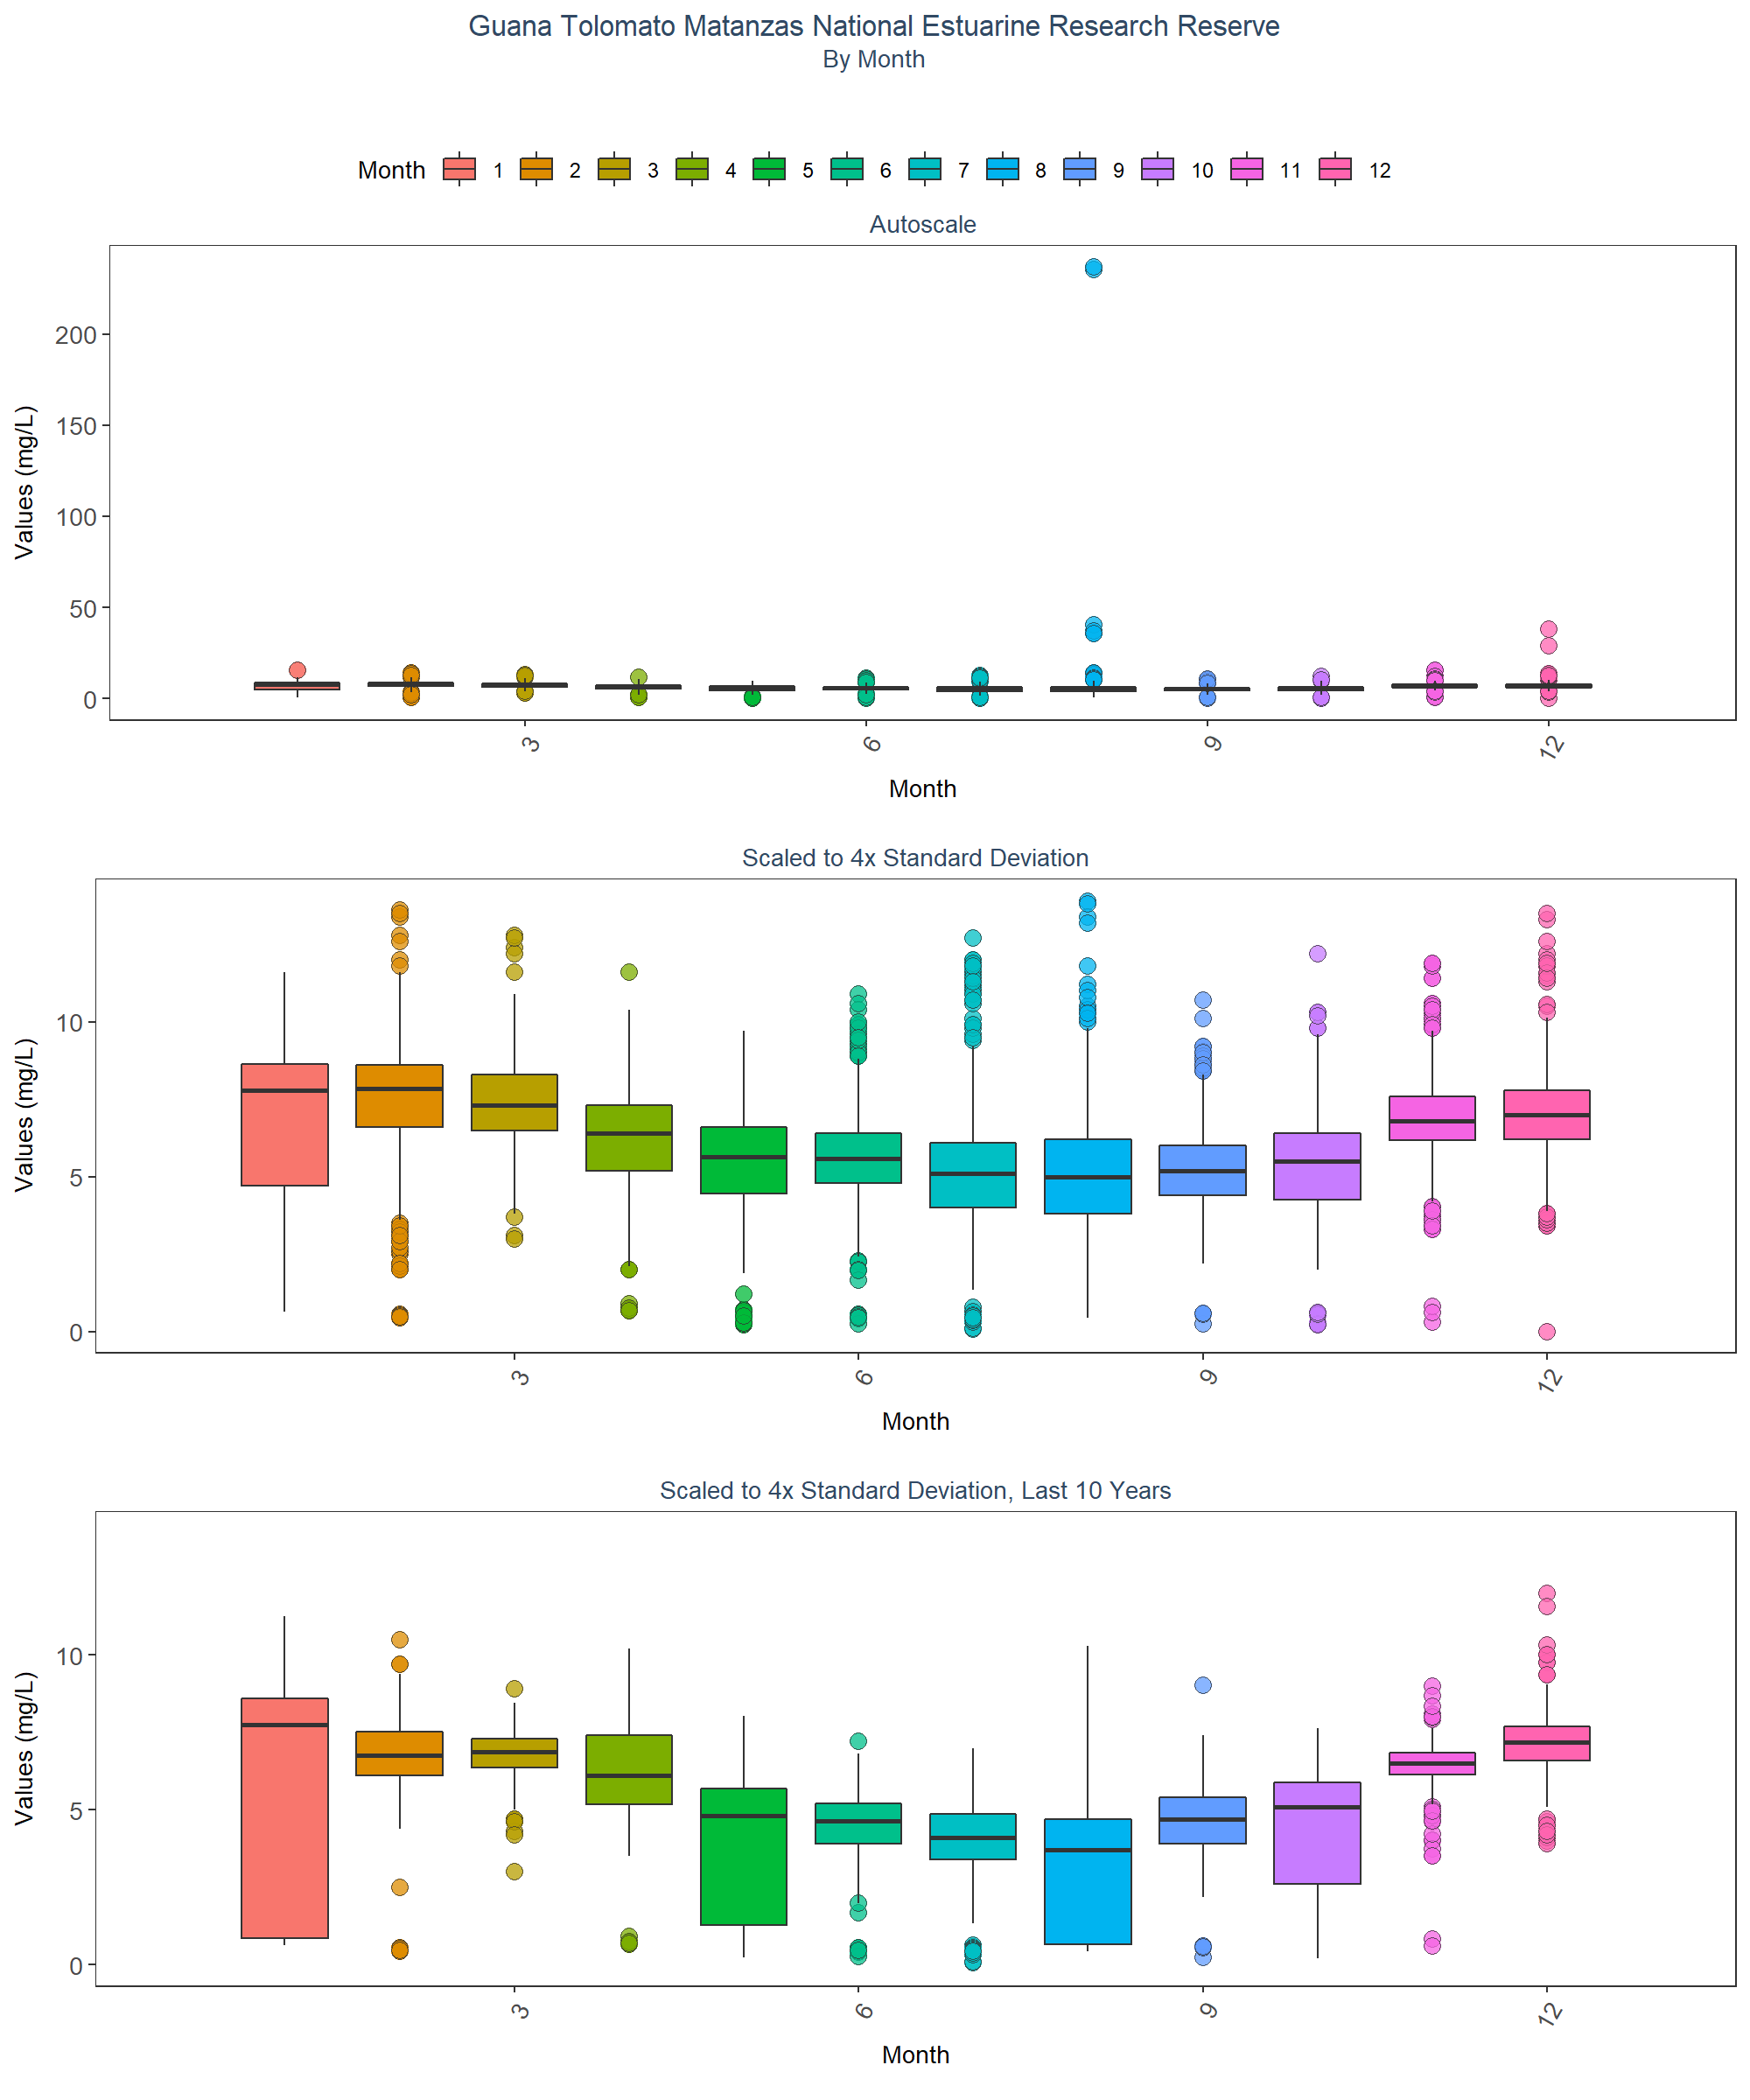 Guana Tolomato Matanzas National Estuarine Research Reserve
By Month
Month 1 2 3 4 5 6 7 8 9 10 11 12
Autoscale
Values (mg/L)
200
150
100
50
0
3 6 9 12
Month
Scaled to 4x Standard Deviation
Values (mg/L)
10
5
0
3 6 9 12
Month
Scaled to 4x Standard Deviation, Last 10 Years
Values (mg/L)
10
5
0
3 6 9 12
Month